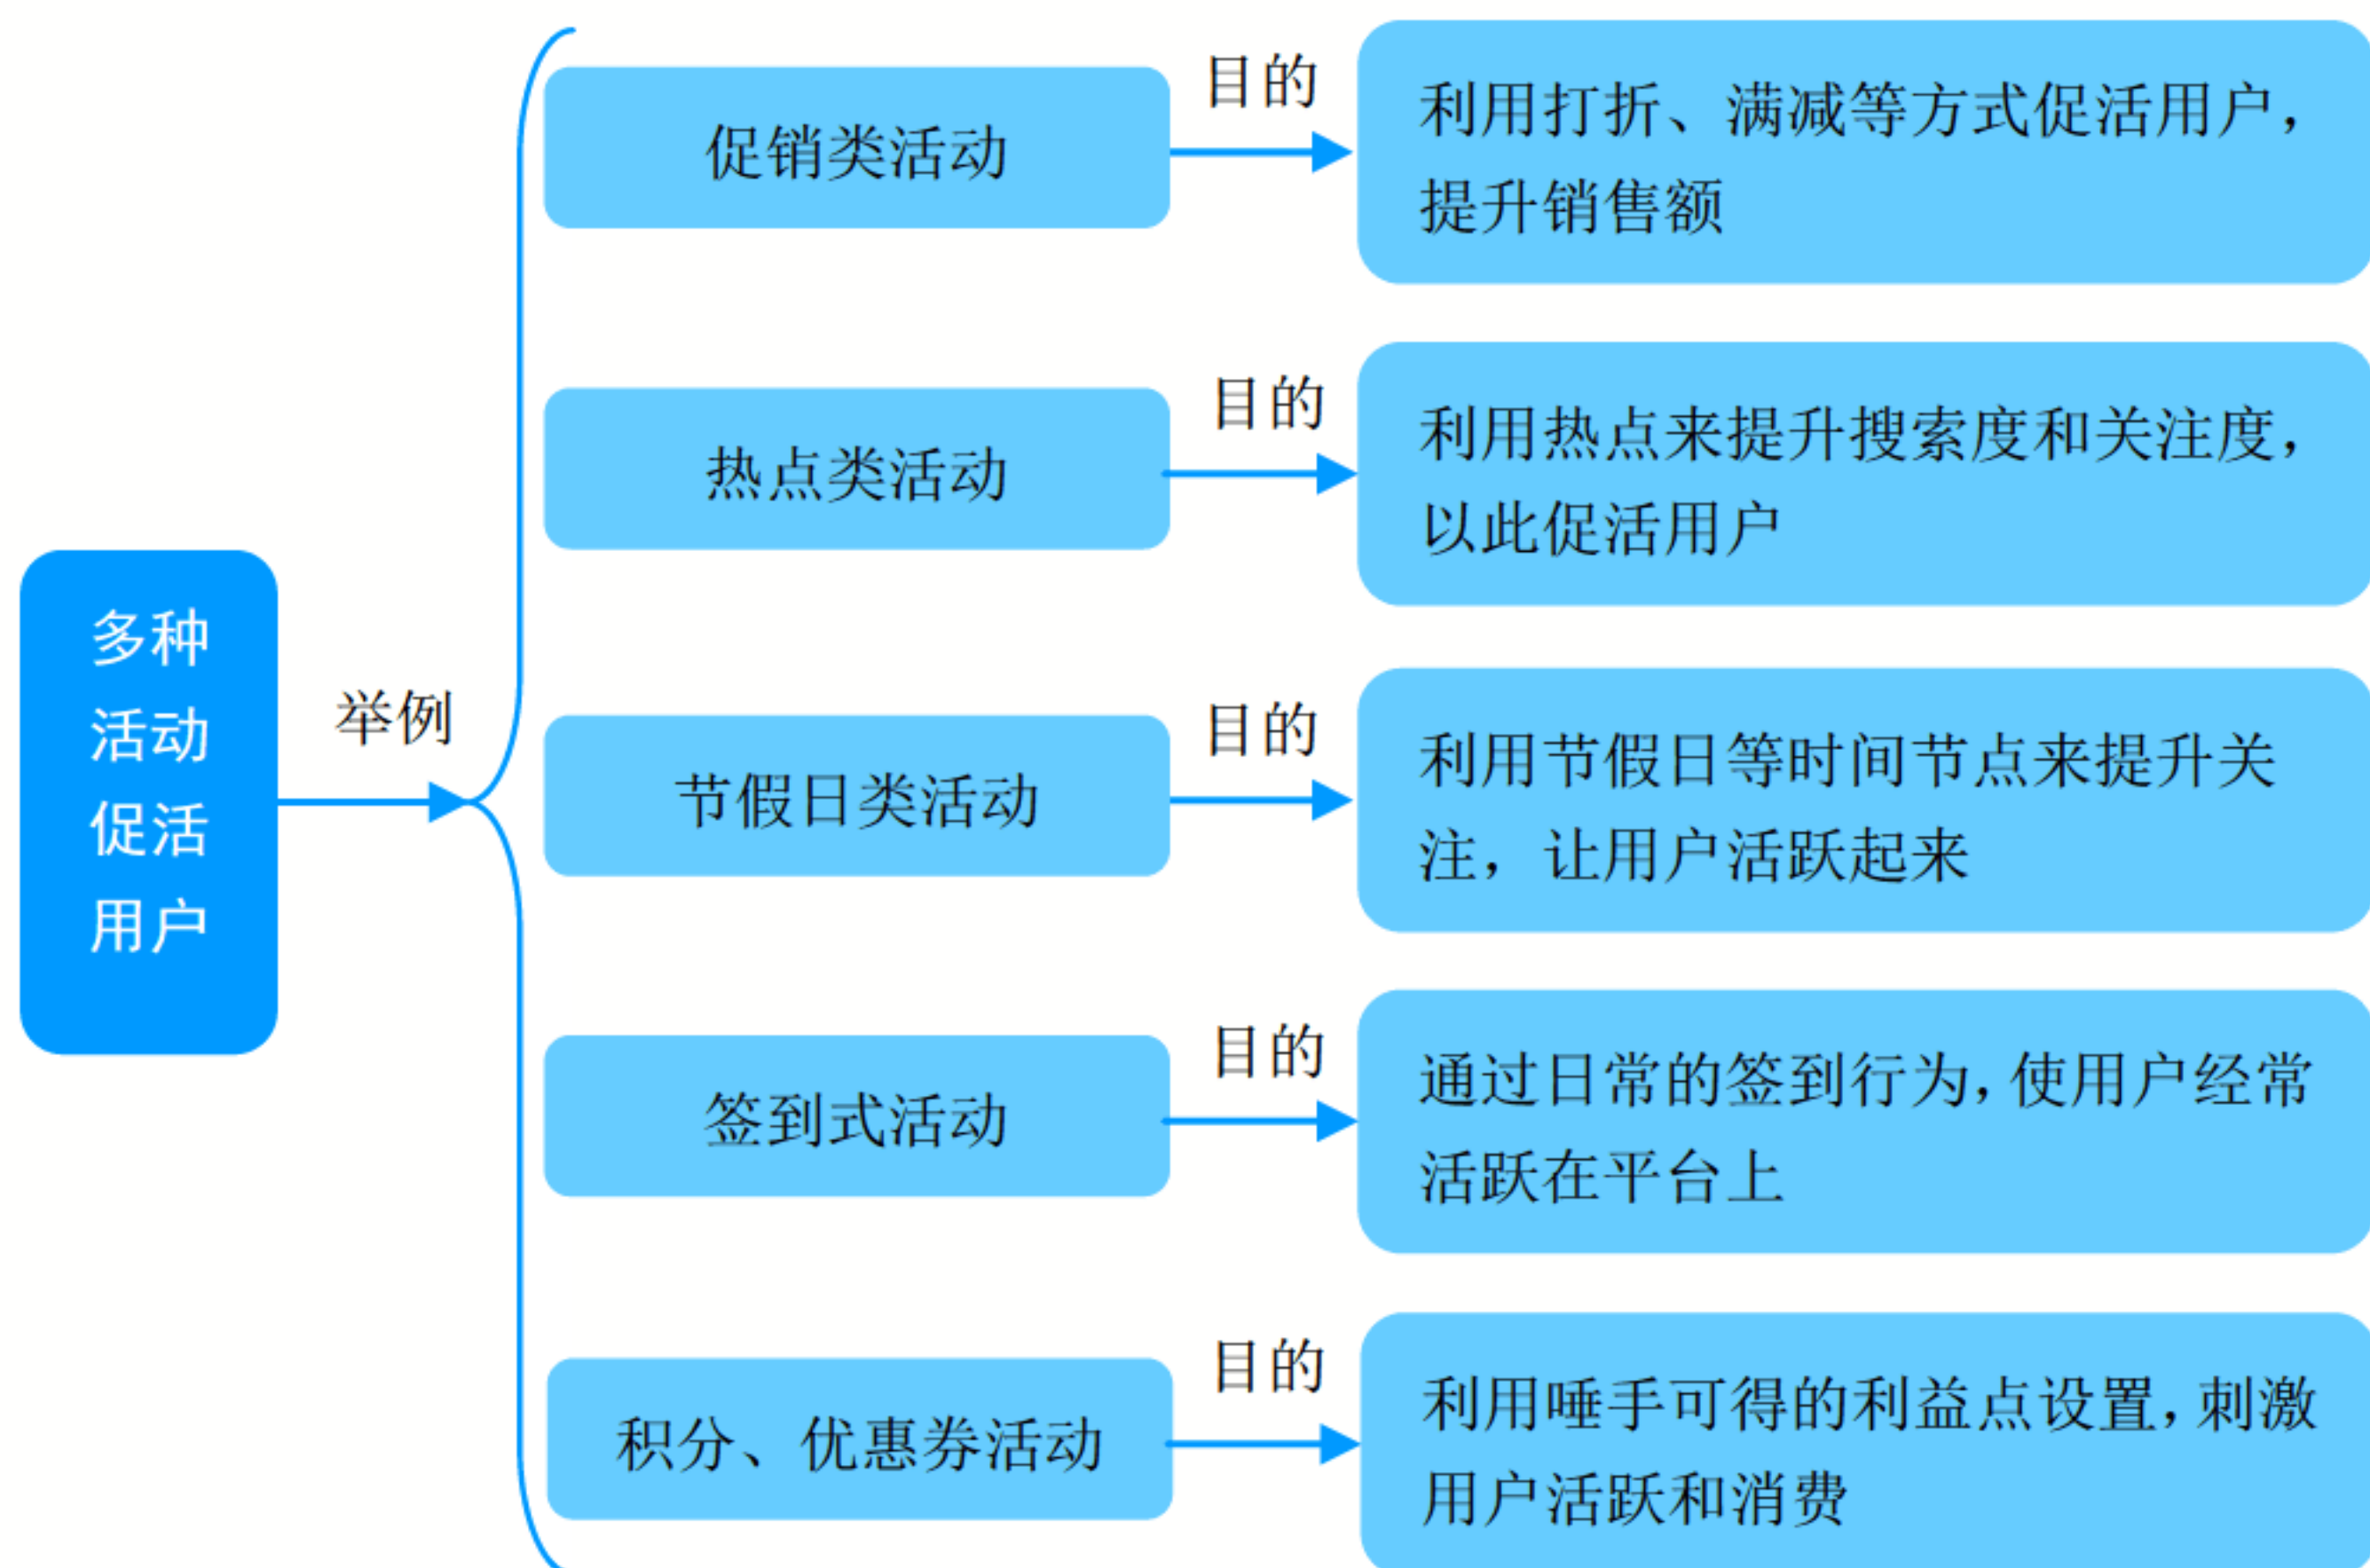 多种
活动
促活
用户
举例
促销类活动
目的
利用打折、满减等方式促活用户，
提升销售额
热点类活动
目的
利用热点来提升搜索度和关注度，
以此促活用户
节假日类活动
目的
利用节假日等时间节点来提升关
注，让用户活跃起来
签到式活动
目的
通过日常的签到行为，使用户经常
活跃在平台上
积分、优惠券活动
目的
利用唾手可得的利益点设置，刺激
用户活跃和消费